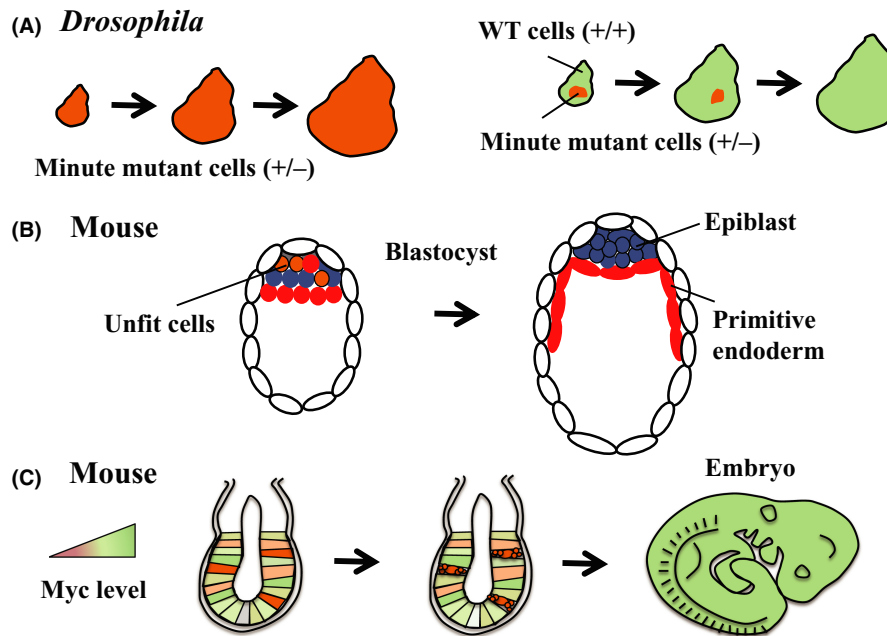 (A) Drosophila
WT cells (+/+)
Minute mutant cells (+/–)
Minute mutant cells (+/–)
(B) Mouse
Blastocyst
Epiblast
Unfit cells
Primitive
endoderm
(C) Mouse
Embryo
Myc level